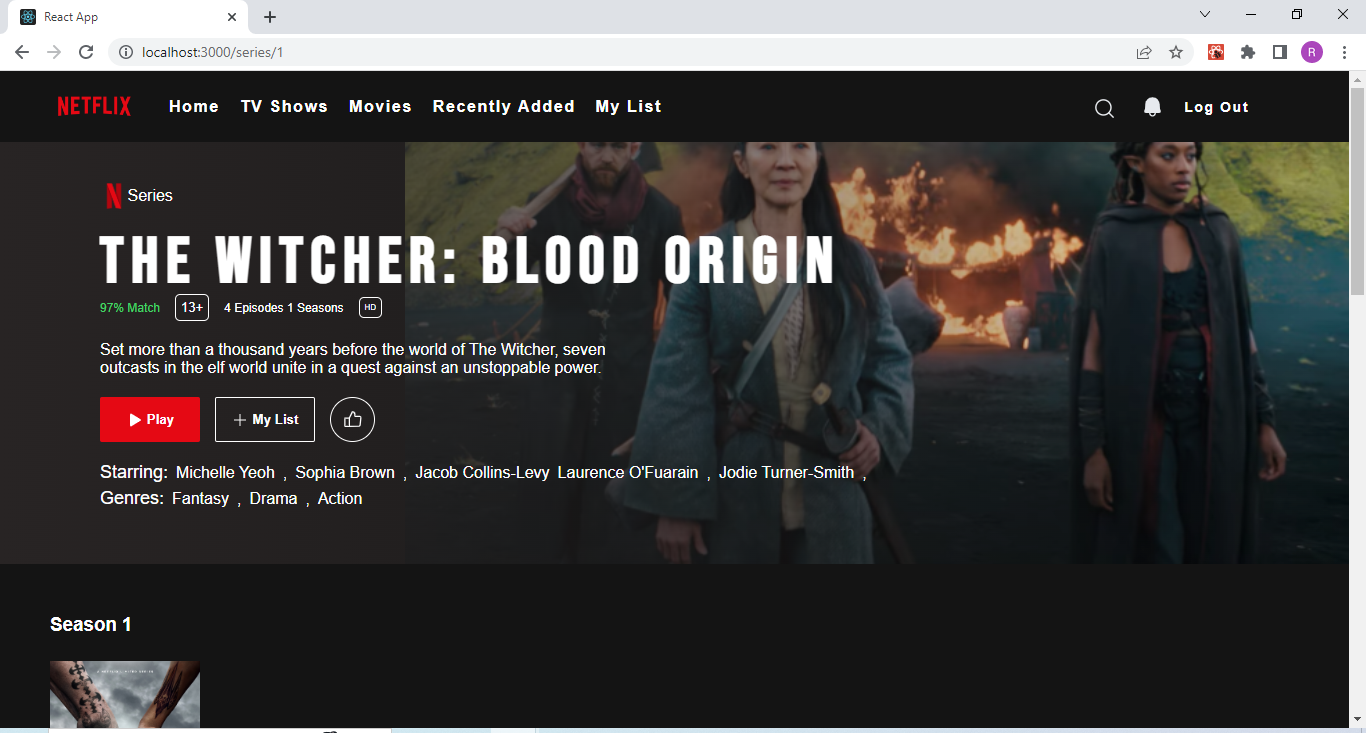 React App
localhost:3000/series/1
R
NETFLIX Home TV Shows Movies Recently Added My List Log Out
N Series
THE WITCHER: BLOOD ORIGIN
97% Match 13+ 4 Episodes 1 Seasons HD
Set more than a thousand years before the world of The Witcher, seven
outcasts in the elf world unite in a quest against an unstoppable power.
Play + My List
Starring: Michelle Yeoh , Sophia Brown , Jacob Collins-Levy Laurence O'Fuarain , Jodie Turner-Smith ,
Genres: Fantasy , Drama , Action
Season 1